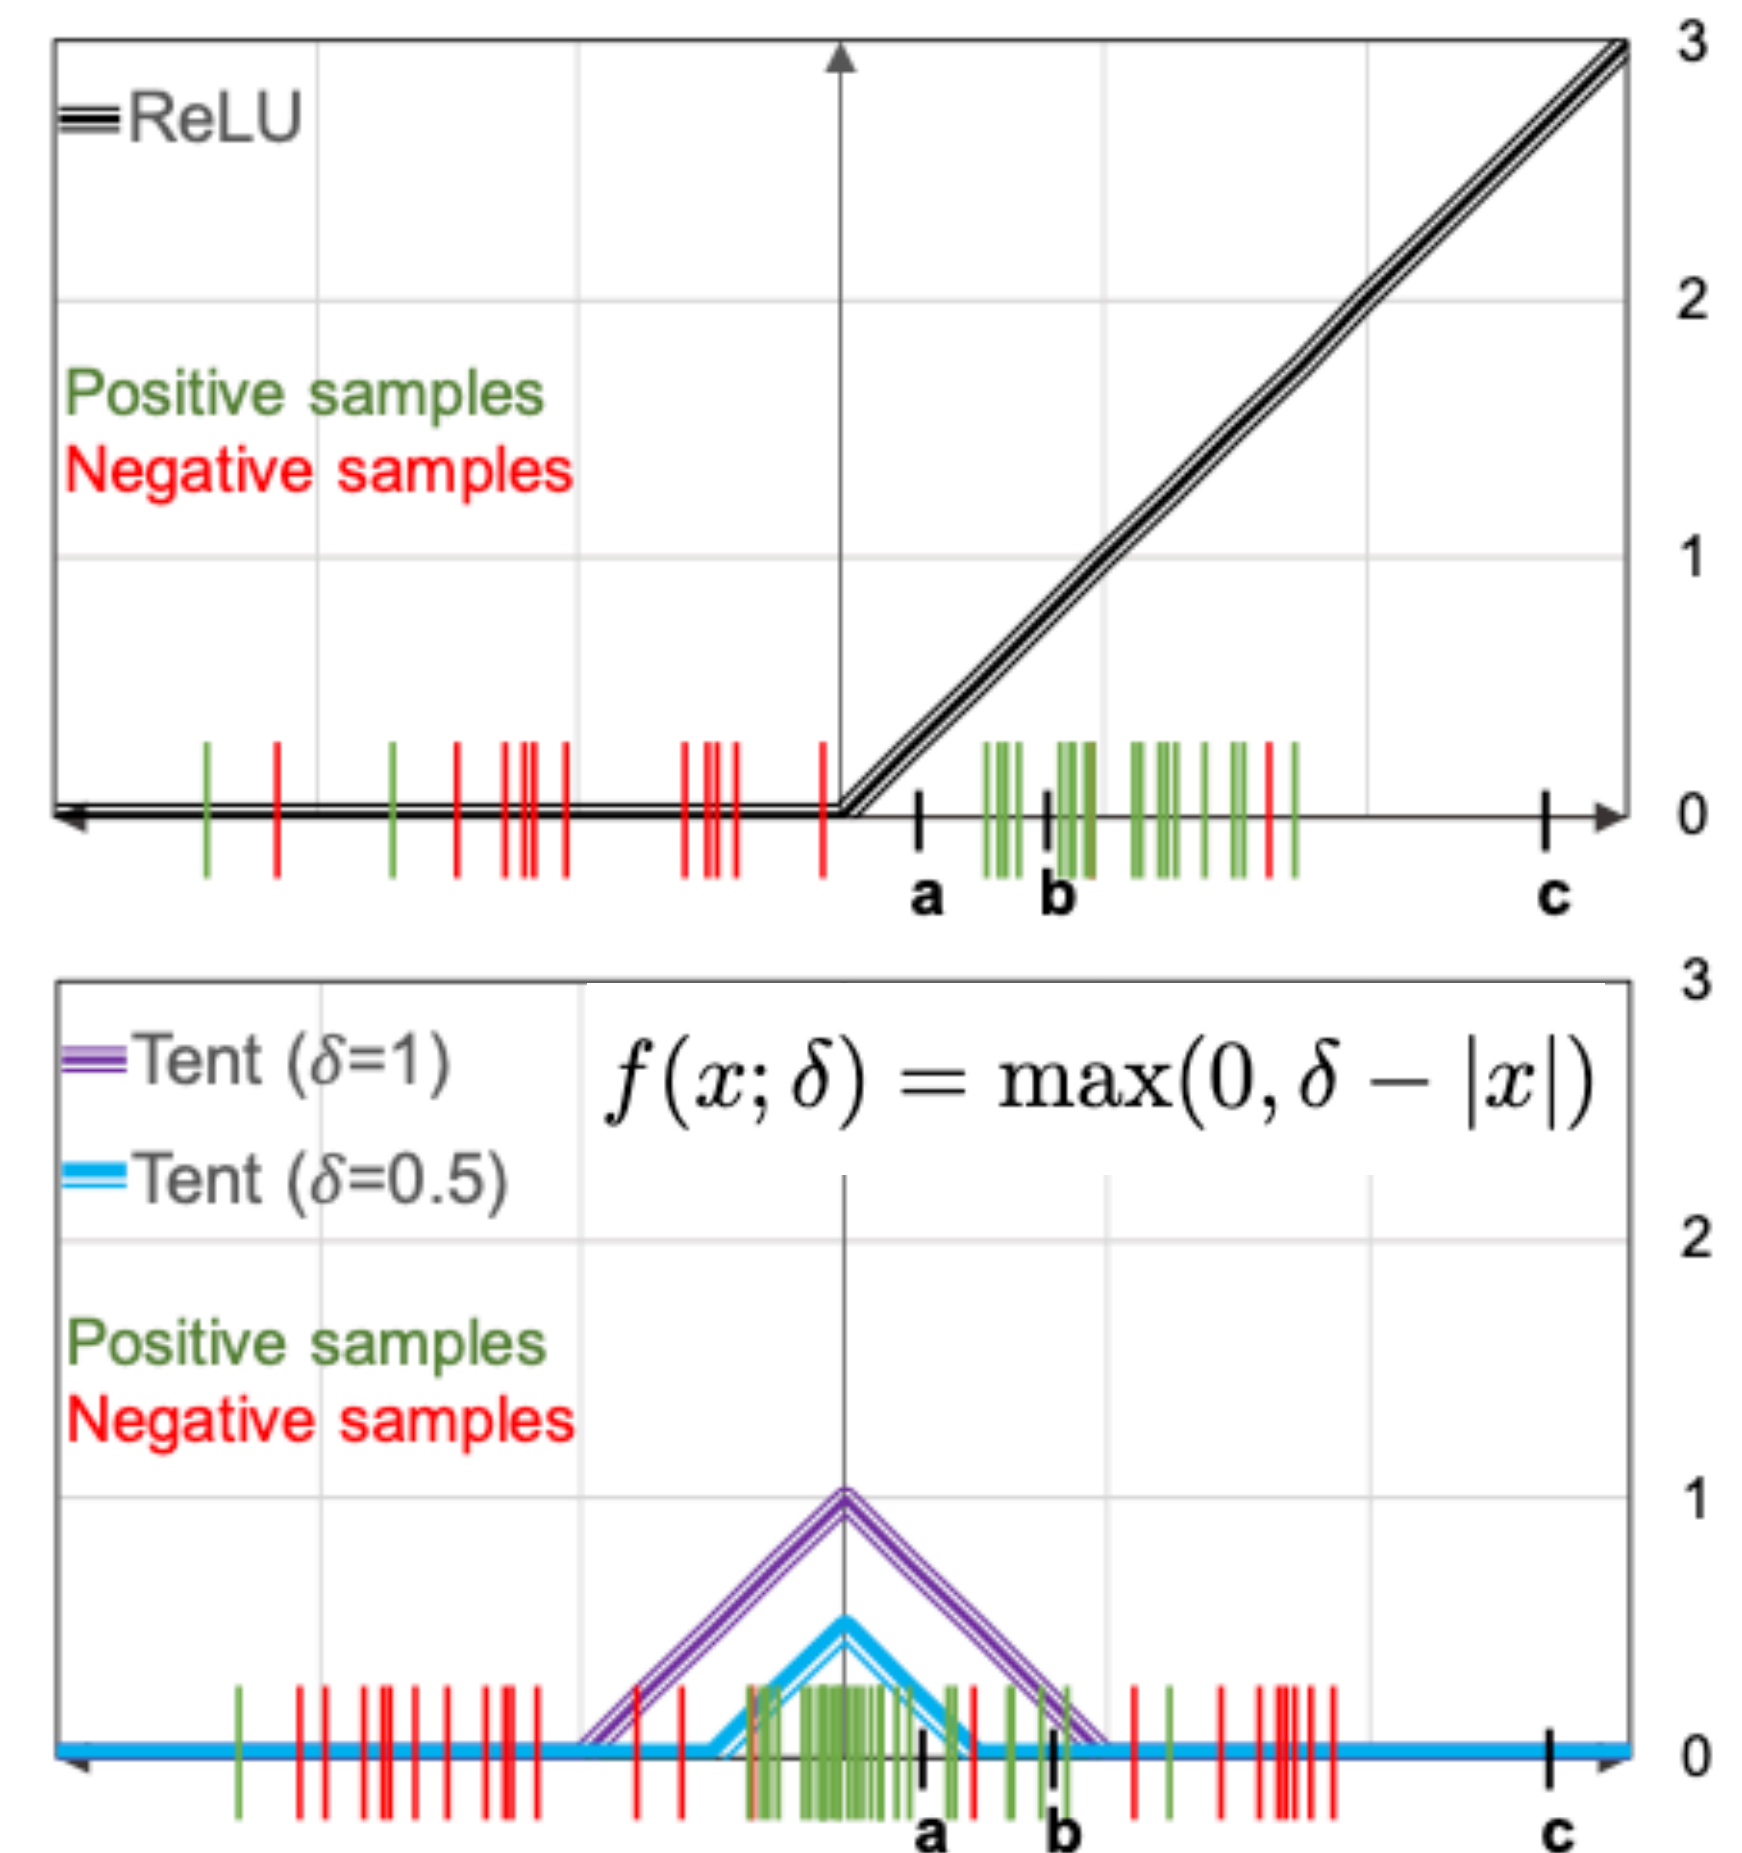 3
ReLU
2
Positive samples
Negative samples
1
0
a b c
3
Tent (δ=1)
f(x; δ) = max(0, δ − |x|)
Tent (δ=0.5)
2
Positive samples
Negative samples
1
0
a b c